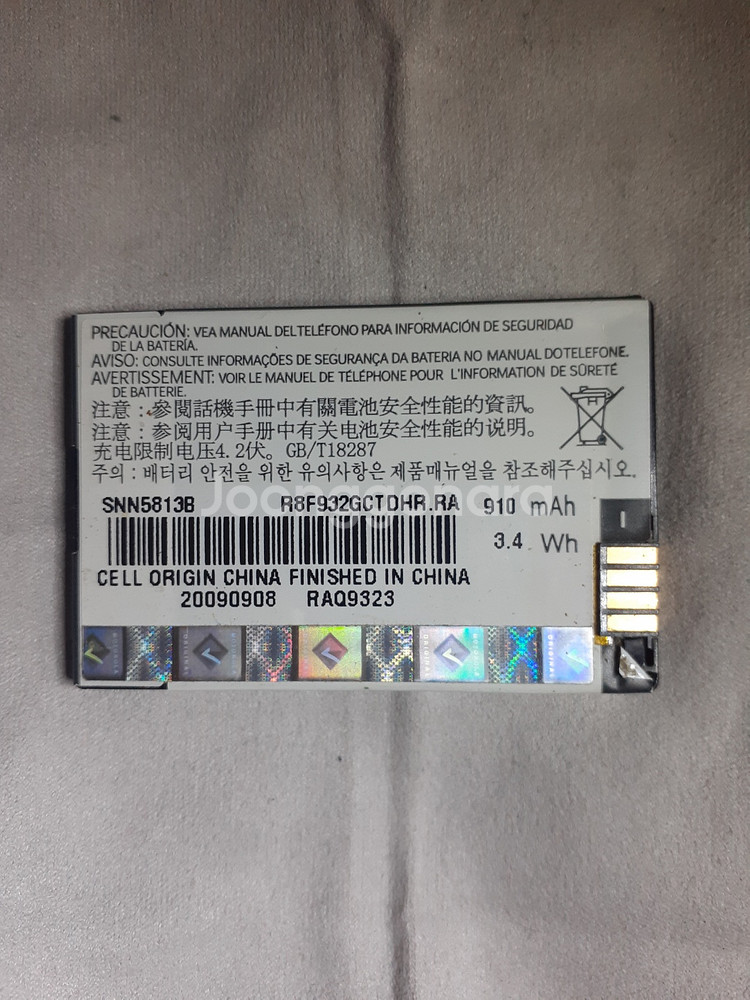 PRECAUCIÓN: VEA MANUAL DEL TELÉFONO PARA INFORMACIÓN DE SEGURIDAD
DE LA BATERÍA.
AVISO: CONSULTE INFORMAÇÕES DE SEGURANÇA DA BATERIA NO MANUAL DO TELEFONE.
AVERTISSEMENT: VOIR LE MANUEL DE TÉLÉPHONE POUR L'INFORMATION DE SÛRETÉ
DE BATTERIE.
注意：參閱話機手冊中有關電池安全性能的資訊。
注意：参阅用户手册中有关电池安全性能的说明。
充电限制电压4.2伏。GB/T18287
주의 : 배터리 안전을 위한 유의사항은 제품매뉴얼을 참조해주십시오.
Joonggonara
SNN5813B R8F932GCTDHR.RA 910 mAh
3.4 Wh
CELL ORIGIN CHINA FINISHED IN CHINA
20090908 RAQ9323
ORIGINAL